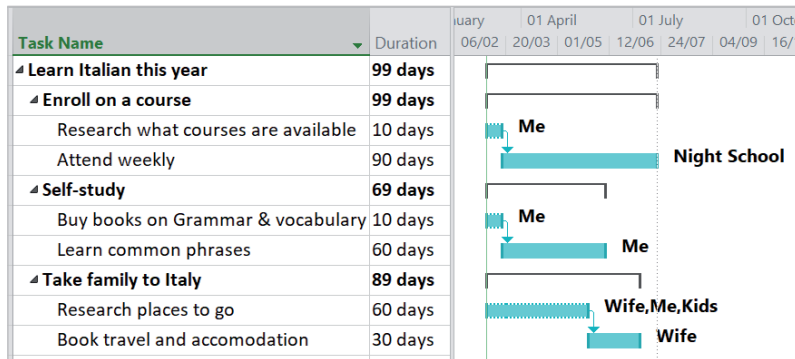 nuary 01 April 01 July 01 Oct
Task Name Duration 06/02 20/03 01/05 12/06 24/07 04/09 16/
Learn Italian this year 99 days
Enroll on a course 99 days
Research what courses are available 10 days Me
Attend weekly 90 days Night School
Self-study 69 days
Buy books on Grammar & vocabulary 10 days Me
Learn common phrases 60 days Me
Take family to Italy 89 days
Research places to go 60 days Wife,Me,Kids
Book travel and accomodation 30 days Wife